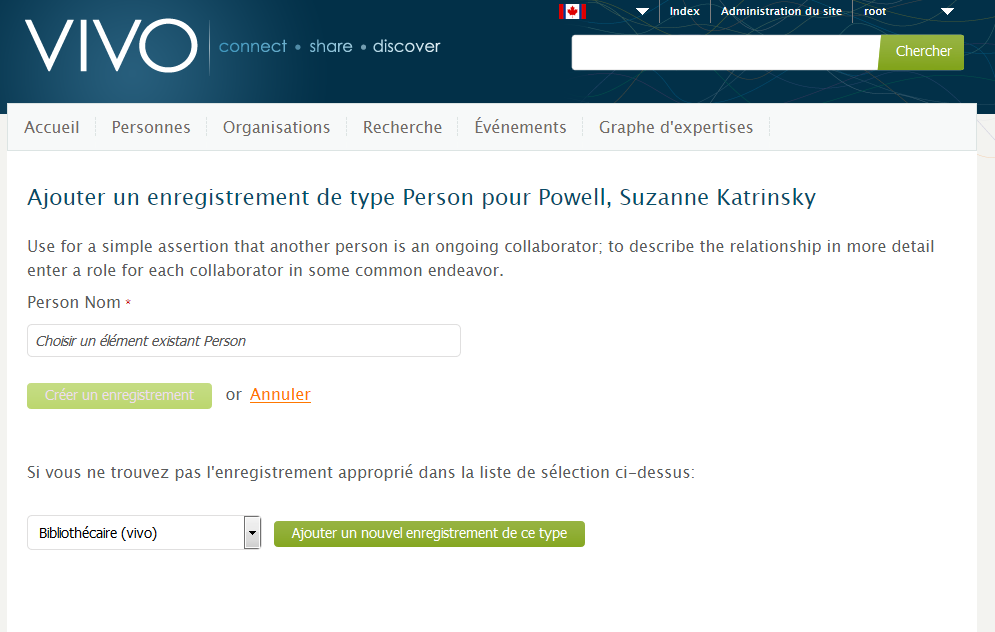 Index Administration du site root
VIVO connect • share • discover
Chercher
Accueil Personnes Organisations Recherche Événements Graphe d'expertises
Ajouter un enregistrement de type Person pour Powell, Suzanne Katrinsky
Use for a simple assertion that another person is an ongoing collaborator; to describe the relationship in more detail
enter a role for each collaborator in some common endeavor.
Person Nom *
Choisir un élément existant Person
Créer un enregistrement or Annuler
Si vous ne trouvez pas l'enregistrement approprié dans la liste de sélection ci-dessus:
Bibliothécaire (vivo) Ajouter un nouvel enregistrement de ce type